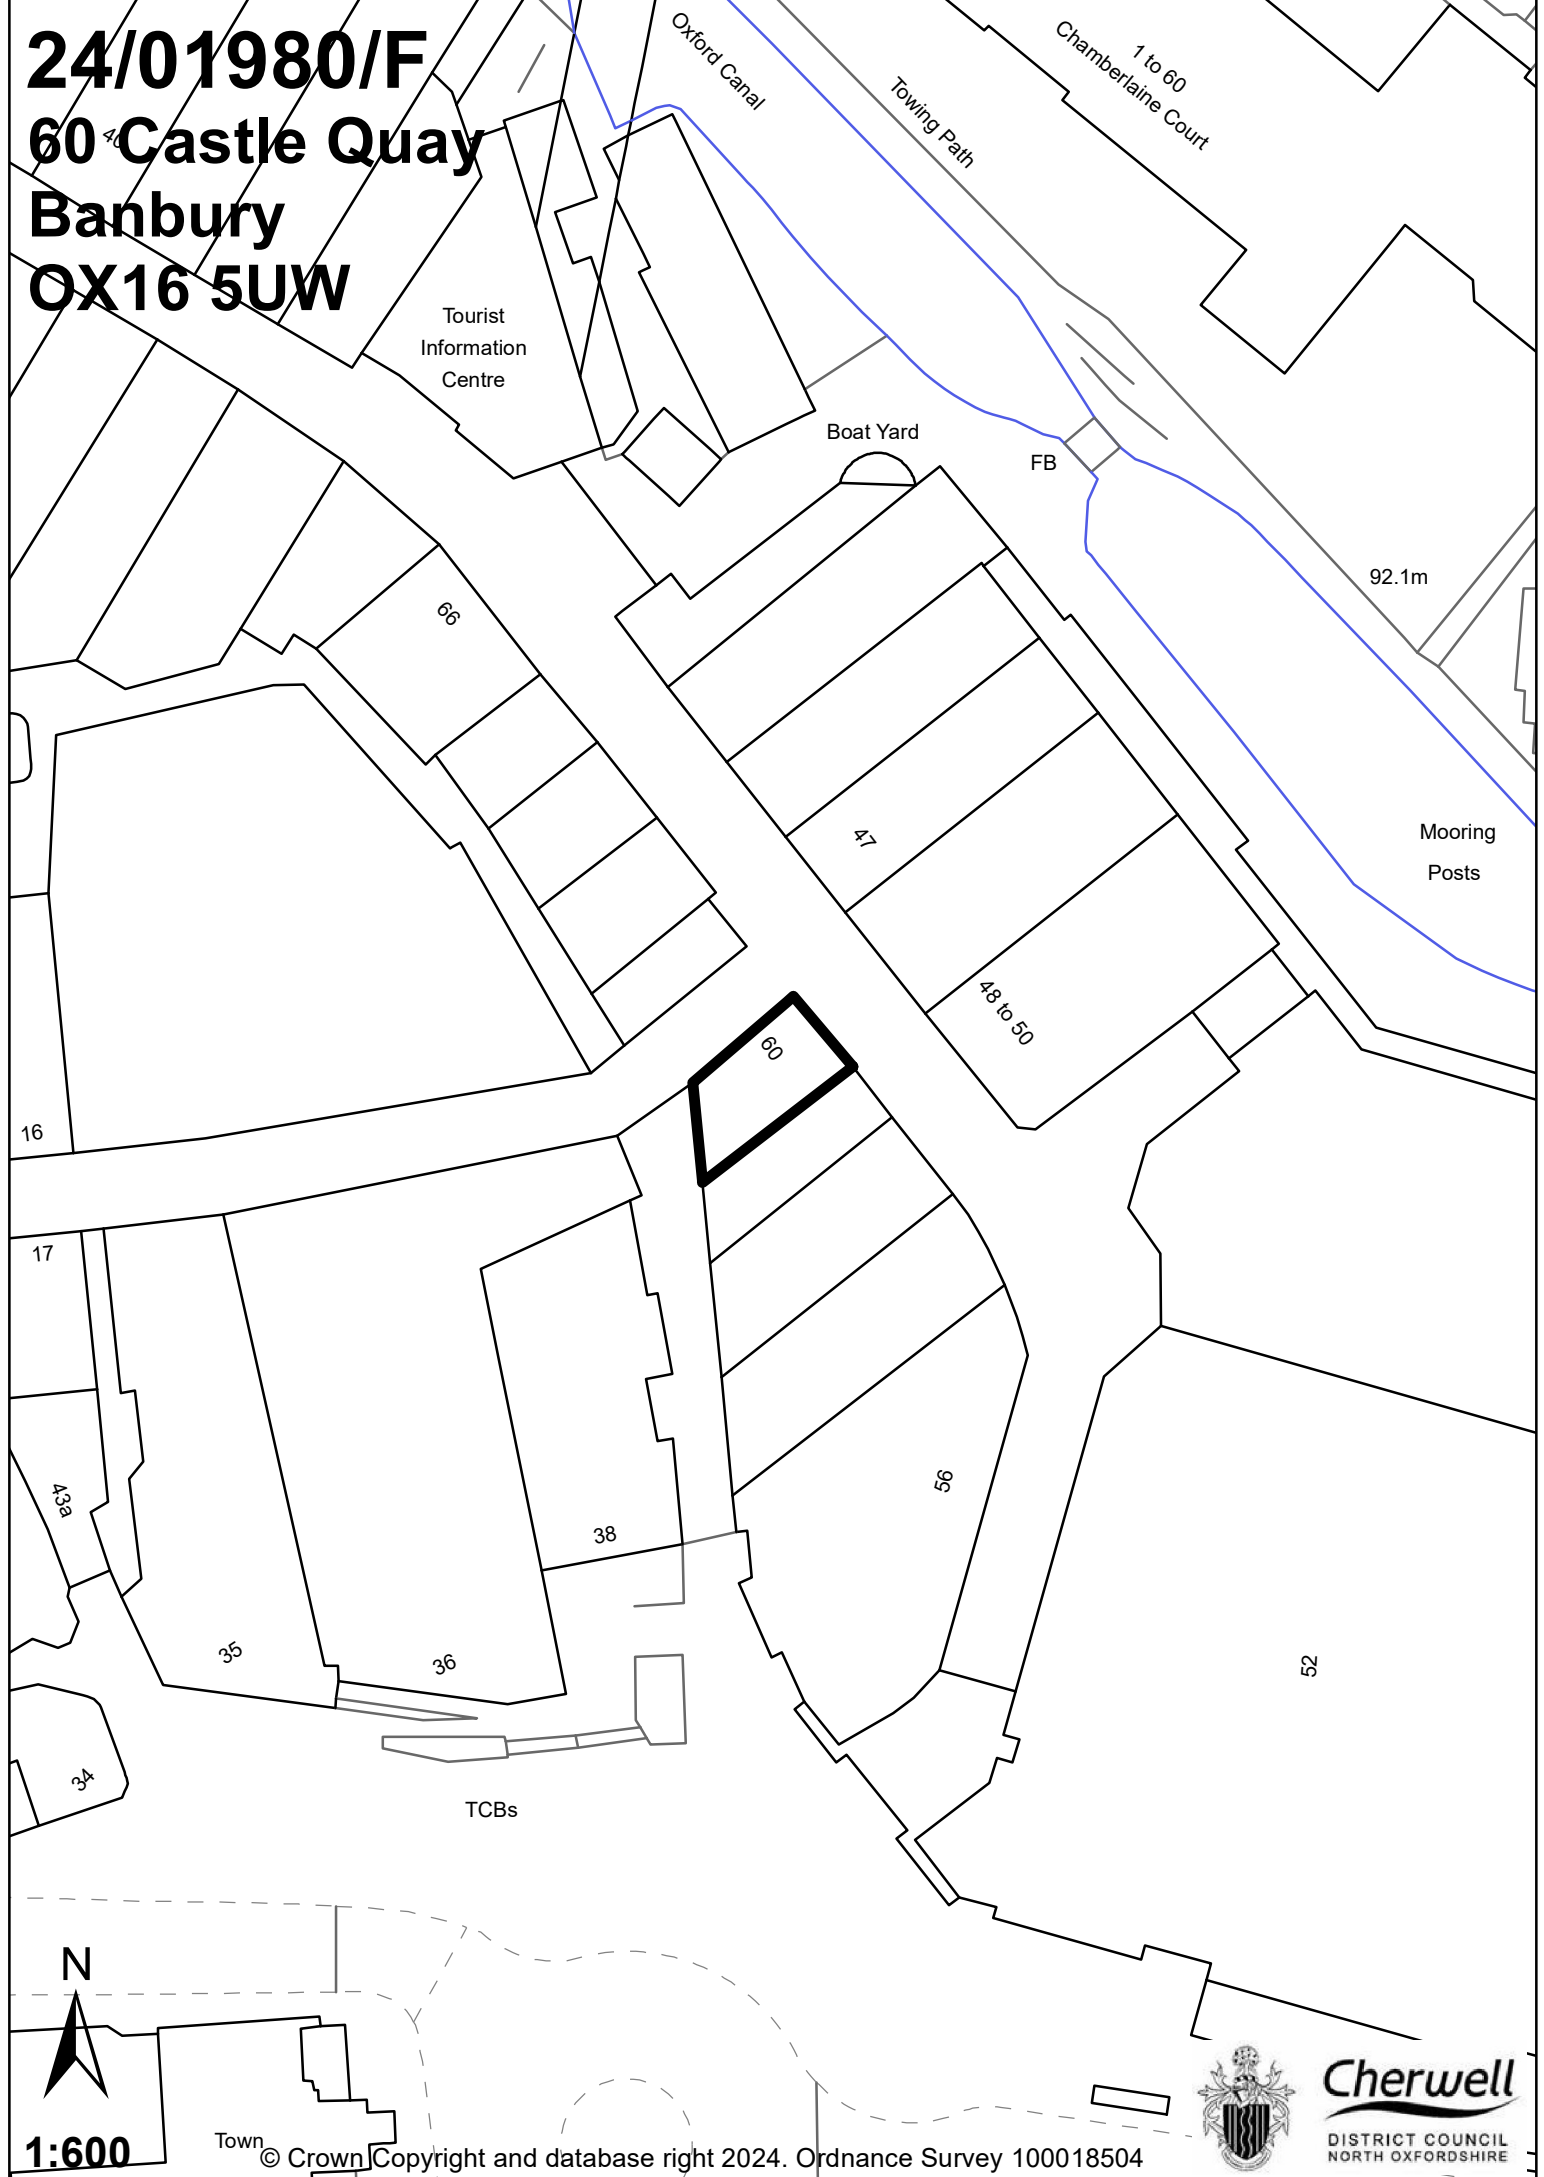 24/01980/F
60 Castle Quay
Banbury
OX16 5UW
40
Oxford Canal
Towing Path
1 to 60
Chamberlaine Court
Tourist
Information
Centre
Boat Yard
FB
92.1m
66
47
Mooring
Posts
48 to 50
60
16
17
43a
56
38
35
36
52
34
TCBs
N
1:600
Town
© Crown Copyright and database right 2024. Ordnance Survey 100018504
Cherwell
DISTRICT COUNCIL
NORTH OXFORDSHIRE